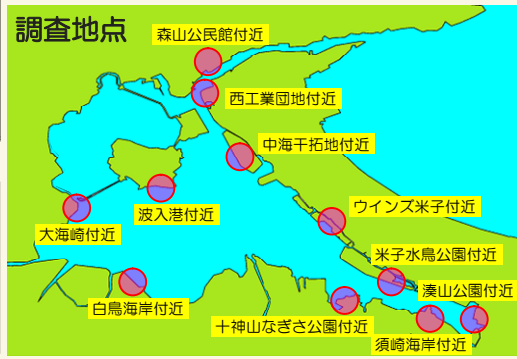 調査地点
森山公民館付近
西工業団地付近
中海干拓地付近
波入港付近
ウインズ米子付近
大海崎付近
米子水鳥公園付近
湊山公園付近
白鳥海岸付近
十神山なぎさ公園付近
須崎海岸付近